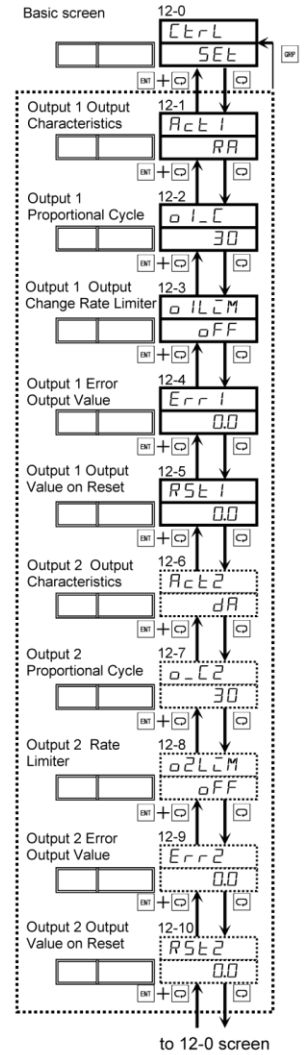 Basic screen
12-0
CtrL
SEt
GRP
ENT + 
Output 1 Output
Characteristics
12-1
Act1
RA
ENT + 
Output 1
Proportional Cycle
12-2
o1_C
30
ENT + 
Output 1 Output
Change Rate Limiter
12-3
o1LiM
oFF
ENT + 
Output 1 Error
Output Value
12-4
Err1
0.0
ENT + 
Output 1 Output
Value on Reset
12-5
RSt1
0.0
ENT + 
Output 2 Output
Characteristics
12-6
Act2
dA
ENT + 
Output 2
Proportional Cycle
12-7
o_C2
30
ENT + 
Output 2 Rate
Limiter
12-8
o2LiM
oFF
ENT + 
Output 2 Error
Output Value
12-9
Err2
0.0
ENT + 
Output 2 Output
Value on Reset
12-10
RSt2
0.0
ENT + 
to 12-0 screen